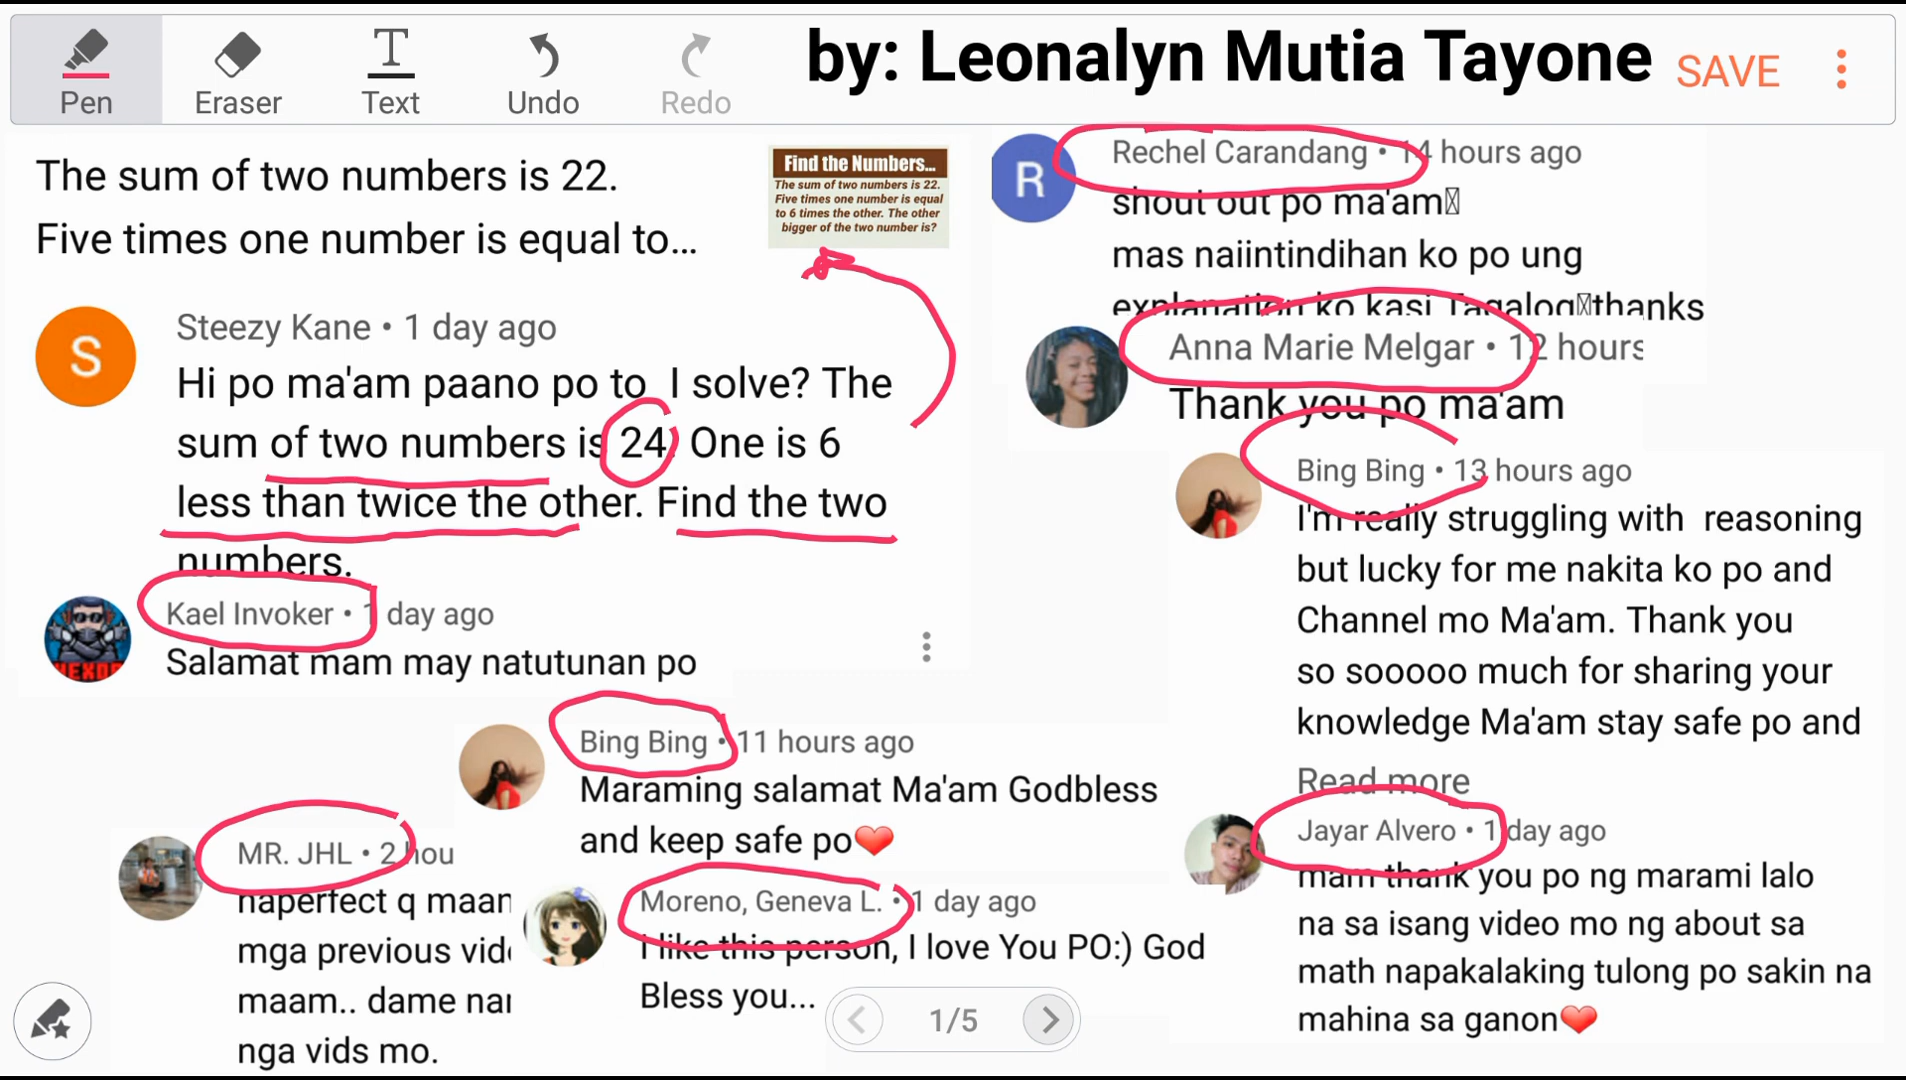 Pen
Eraser
Text
Undo
Redo
by: Leonalyn Mutia Tayone
SAVE
The sum of two numbers is 22.
Five times one number is equal to...
Find the Numbers...
The sum of two numbers is 22.
Five times one number is equal
to 6 times the other. The other
bigger of the two number is?
S
Steezy Kane • 1 day ago
Hi po ma'am paano po to I solve? The
sum of two numbers is 24 One is 6
less than twice the other. Find the two
numbers.
Kael Invoker • 1 day ago
Salamat mam may natutunan po
R
Rechel Carandang • 14 hours ago
shout out po ma'am
mas naiintindihan ko po ung
explanation ko kasi Tagalog thanks
Anna Marie Melgar • 12 hours
Thank you po ma'am
Bing Bing • 13 hours ago
I'm really struggling with reasoning
but lucky for me nakita ko po and
Channel mo Ma'am. Thank you
so sooooo much for sharing your
knowledge Ma'am stay safe po and
Read more
Bing Bing • 11 hours ago
Maraming salamat Ma'am Godbless
and keep safe po❤️
MR. JHL • 2 hou
naperfect q maam
mga previous vide
maam.. dame nan
nga vids mo.
Moreno, Geneva L. • 1 day ago
I like this person, I love You PO:) God
Bless you...
Jayar Alvero • 1 day ago
mam thank you po ng marami lalo
na sa isang video mo ng about sa
math napakalaking tulong po sakin na
mahina sa ganon❤️
1/5